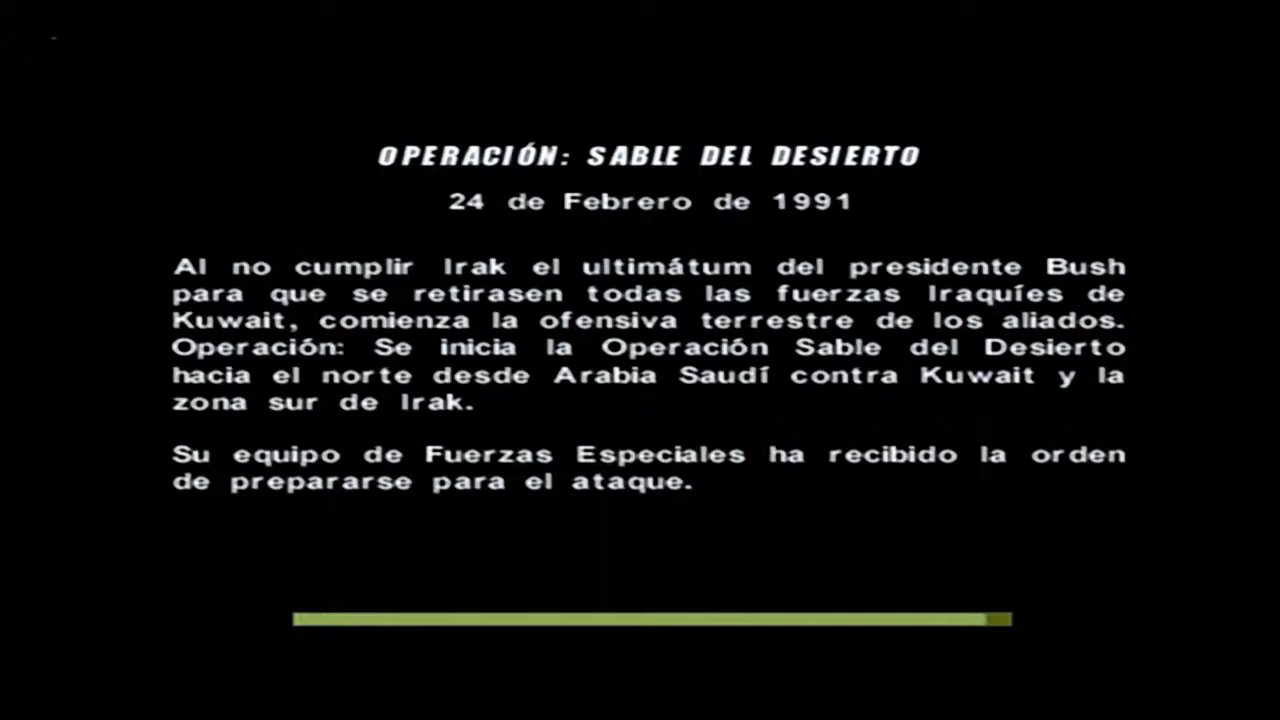 OPERACIÓN: SABLE DEL DESIERTO
24 de Febrero de 1991
Al no cumplir Irak el ultimátum del presidente Bush
para que se retirasen todas las fuerzas Iraquíes de
Kuwait, comienza la ofensiva terrestre de los aliados.
Operación: Se inicia la Operación Sable del Desierto
hacia el norte desde Arabia Saudí contra Kuwait y la
zona sur de Irak.
Su equipo de Fuerzas Especiales ha recibido la orden
de prepararse para el ataque.